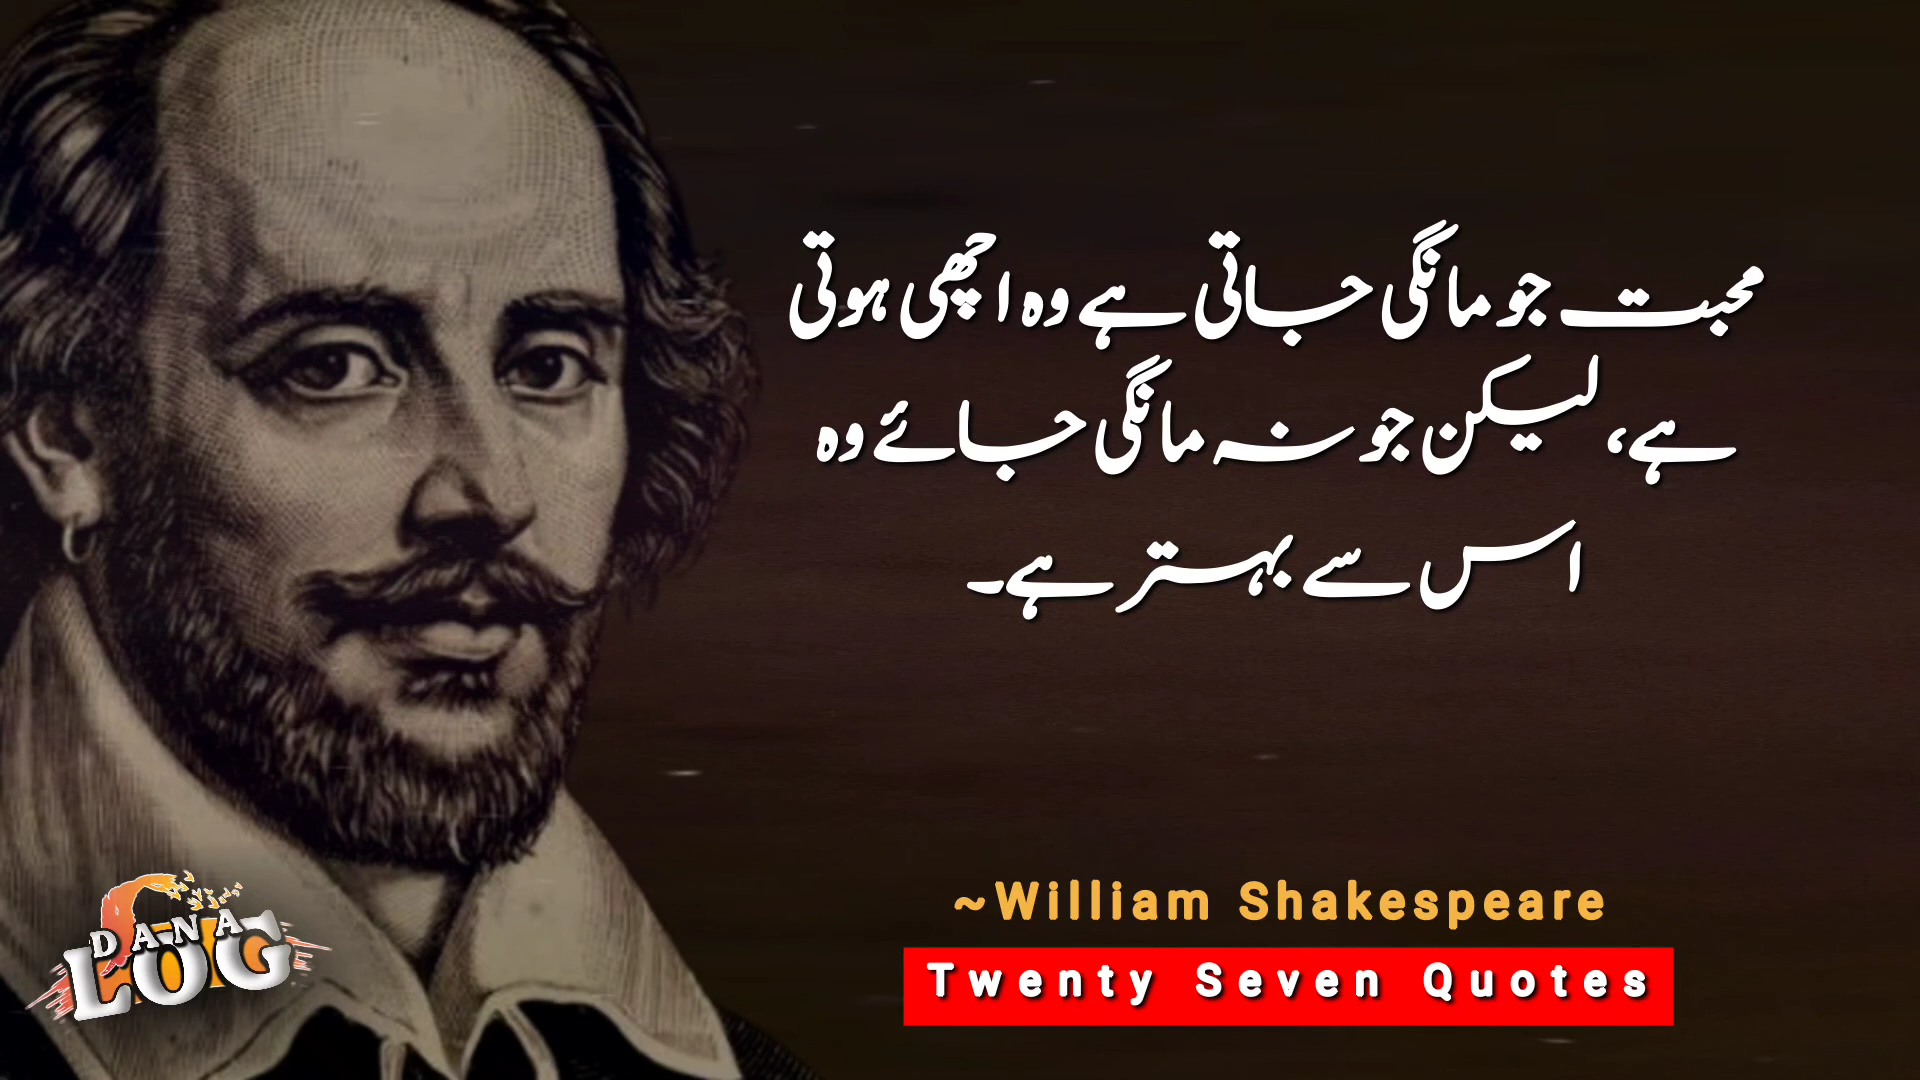 محبت جو مانگی جاتی ہے وہ اچھی ہوتی
ہے، لیکن جو نہ مانگی جائے وہ
اس سے بہتر ہے۔
~William Shakespeare
Twenty Seven Quotes
DANA
LOG